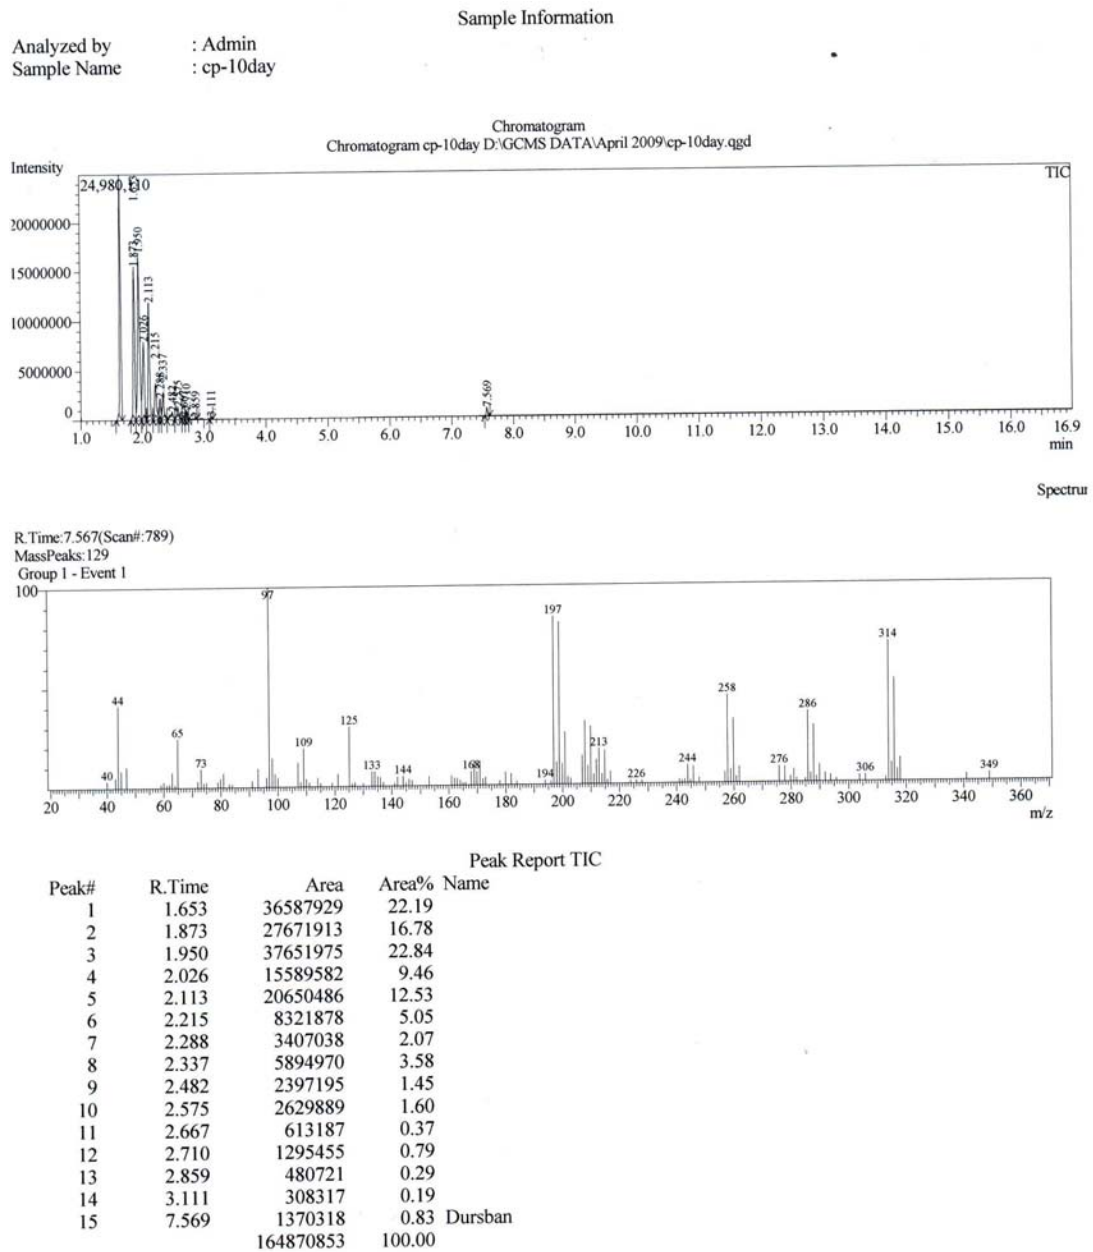 Sample Information
Analyzed by : Admin
Sample Name : cp-10day
Chromatogram
Chromatogram cp-10day D:\GCMS DATA\April 2009\cp-10day.qgd
Intensity
24,980,110
TIC
20000000
15000000
10000000
5000000
0
1.873
1.950
2.026
2.113
2.215
2.337
2.859
3.111
7.569
1.0 2.0 3.0 4.0 5.0 6.0 7.0 8.0 9.0 10.0 11.0 12.0 13.0 14.0 15.0 16.0 16.9
min
Spectrur
R.Time:7.567(Scan#:789)
MassPeaks:129
Group 1 - Event 1
100
97
197
314
44
258
286
125
65
109
213
73
133
144
168
244
276
40
194
226
306
349
20 40 60 80 100 120 140 160 180 200 220 240 260 280 300 320 340 360
m/z
Peak Report TIC
Peak# R.Time Area Area% Name
1 1.653 36587929 22.19
2 1.873 27671913 16.78
3 1.950 37651975 22.84
4 2.026 15589582 9.46
5 2.113 20650486 12.53
6 2.215 8321878 5.05
7 2.288 3407038 2.07
8 2.337 5894970 3.58
9 2.482 2397195 1.45
10 2.575 2629889 1.60
11 2.667 613187 0.37
12 2.710 1295455 0.79
13 2.859 480721 0.29
14 3.111 308317 0.19
15 7.569 1370318 0.83 Dursban
164870853 100.00